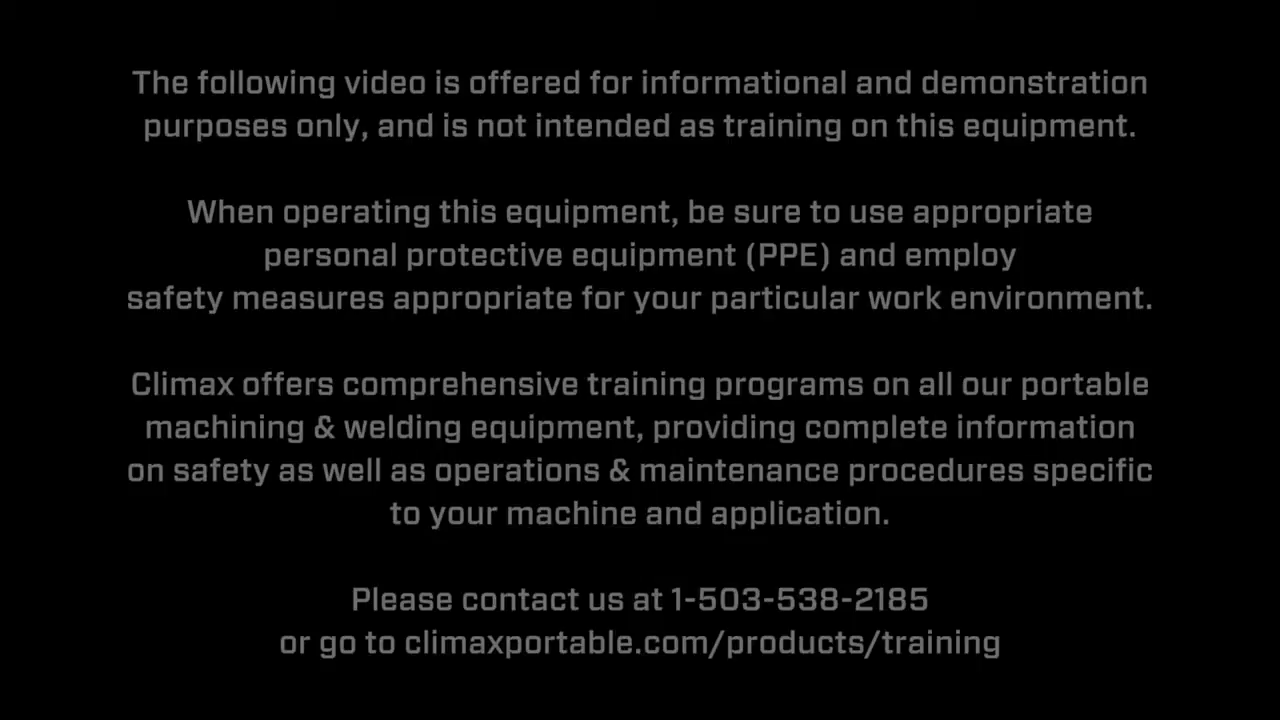 The following video is offered for informational and demonstration
purposes only, and is not intended as training on this equipment.
When operating this equipment, be sure to use appropriate
personal protective equipment (PPE) and employ
safety measures appropriate for your particular work environment.
Climax offers comprehensive training programs on all our portable
machining & welding equipment, providing complete information
on safety as well as operations & maintenance procedures specific
to your machine and application.
Please contact us at 1-503-538-2185
or go to climaxportable.com/products/training